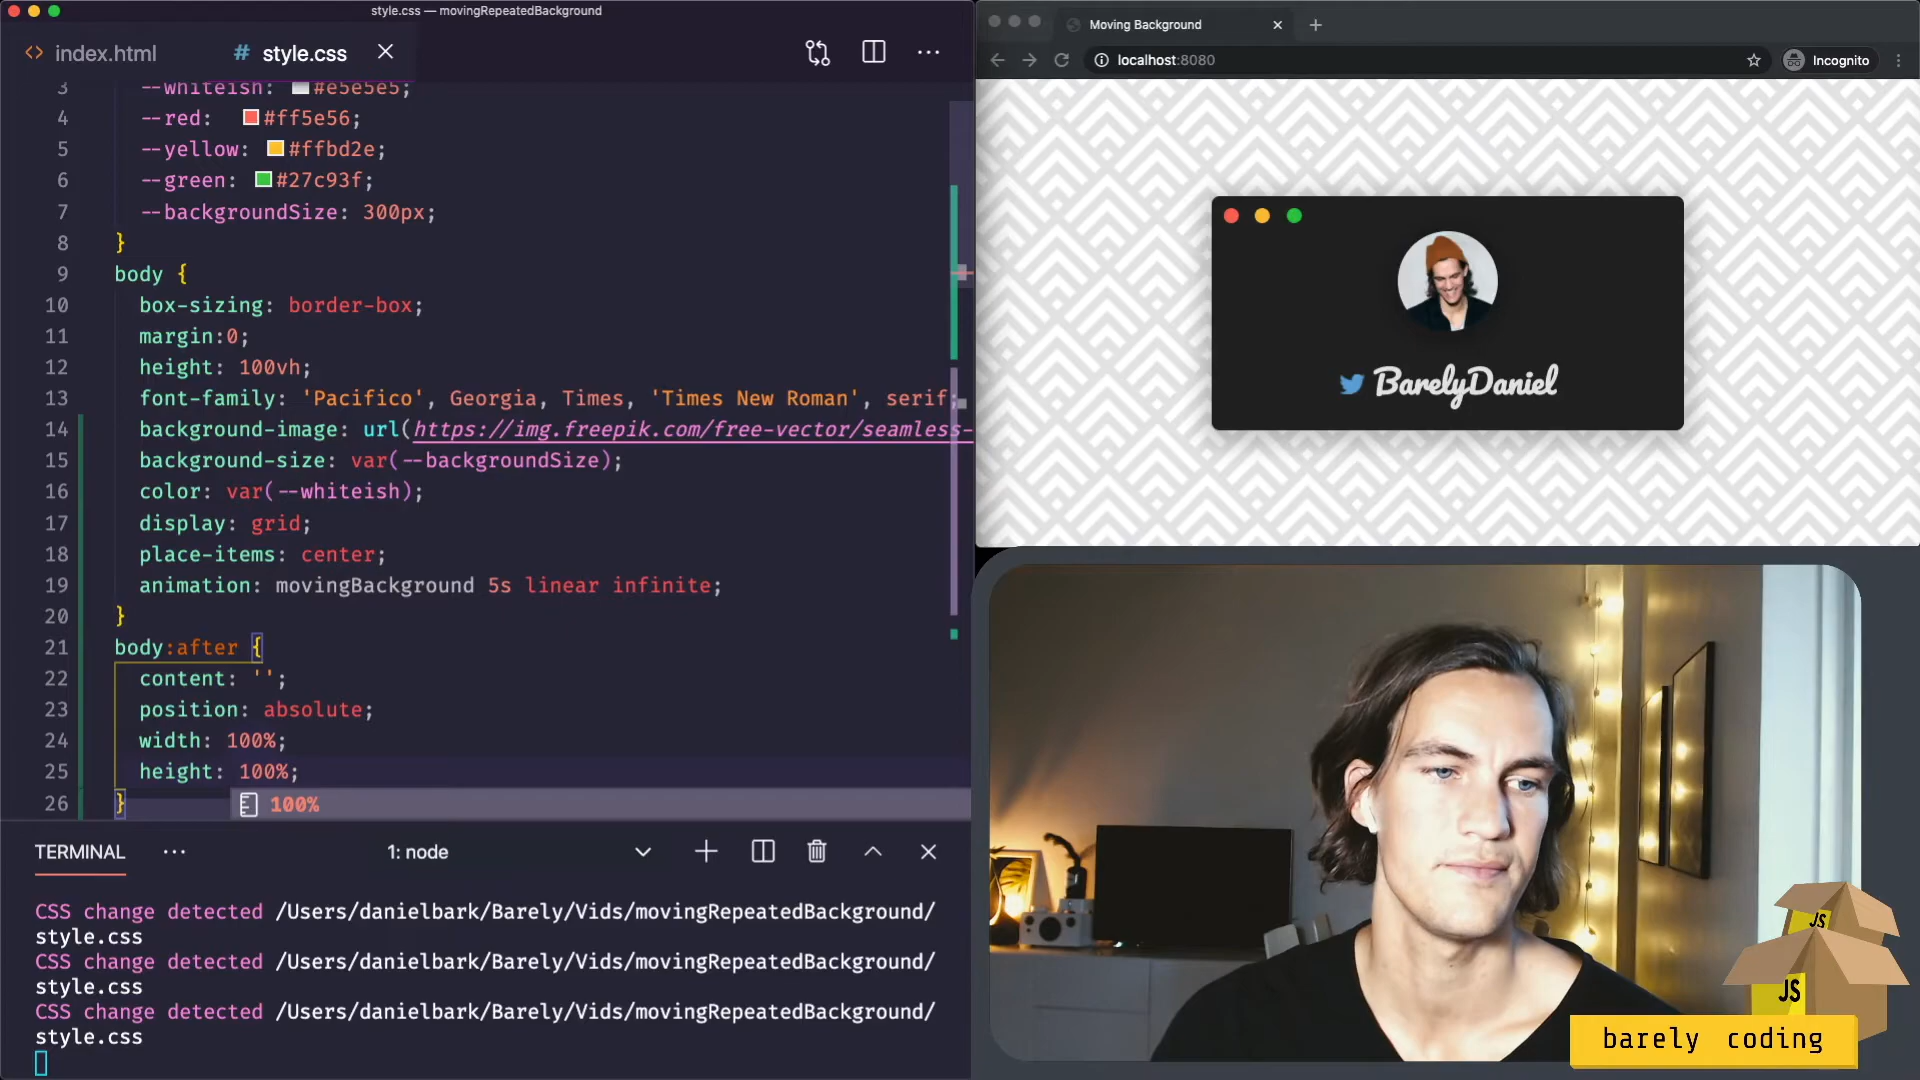 style.css — movingRepeatedBackground
index.html
# style.css
3 --whiteish: #e5e5e5;
4 --red: #ff5e56;
5 --yellow: #ffbd2e;
6 --green: #27c93f;
7 --backgroundSize: 300px;
8 }
9 body {
10 box-sizing: border-box;
11 margin:0;
12 height: 100vh;
13 font-family: 'Pacifico', Georgia, Times, 'Times New Roman', serif;
14 background-image: url(https://img.freepik.com/free-vector/seamless-
15 background-size: var(--backgroundSize);
16 color: var(--whiteish);
17 display: grid;
18 place-items: center;
19 animation: movingBackground 5s linear infinite;
20 }
21 body:after {
22 content: '';
23 position: absolute;
24 width: 100%;
25 height: 100%;
26 }
100%
TERMINAL
1: node
CSS change detected /Users/danielbark/Barely/Vids/movingRepeatedBackground/
style.css
CSS change detected /Users/danielbark/Barely/Vids/movingRepeatedBackground/
style.css
CSS change detected /Users/danielbark/Barely/Vids/movingRepeatedBackground/
style.css
Moving Background
localhost:8080
Incognito
BarelyDaniel
JS
JS
barely coding